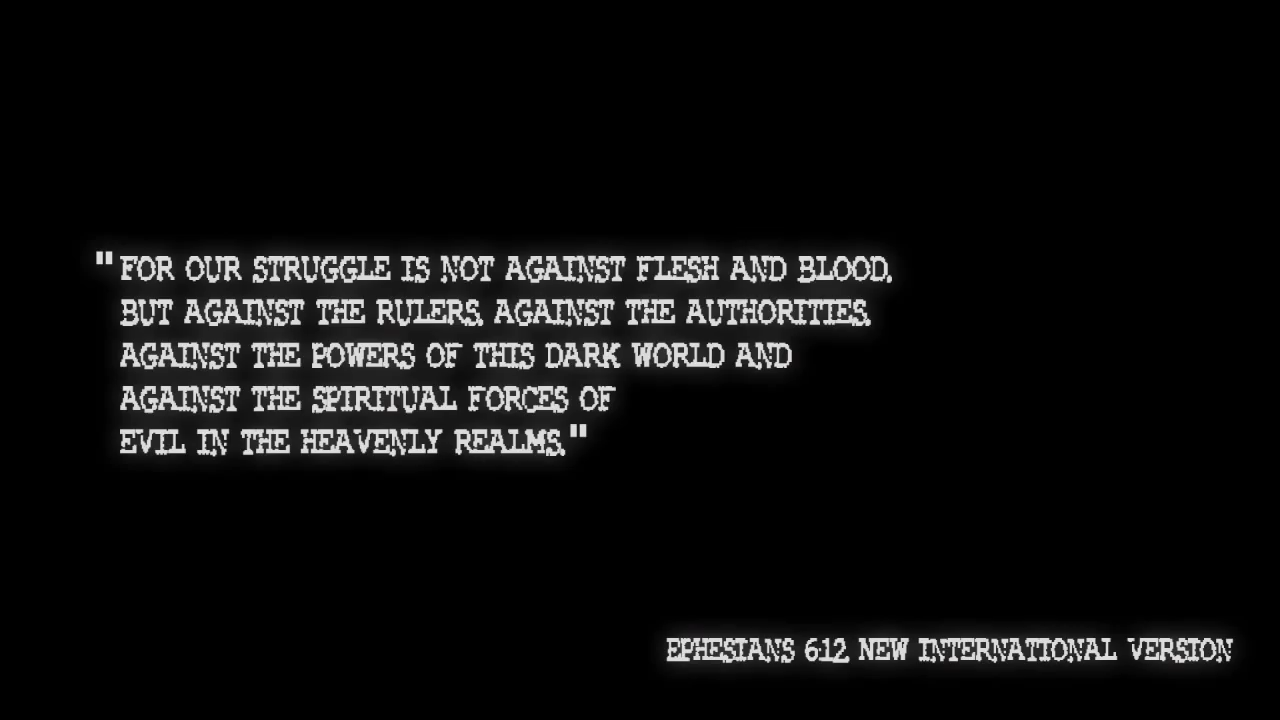 "FOR OUR STRUGGLE IS NOT AGAINST FLESH AND BLOOD,
BUT AGAINST THE RULERS, AGAINST THE AUTHORITIES,
AGAINST THE POWERS OF THIS DARK WORLD AND
AGAINST THE SPIRITUAL FORCES OF
EVIL IN THE HEAVENLY REALMS."
EPHESIANS 6:12, NEW INTERNATIONAL VERSION